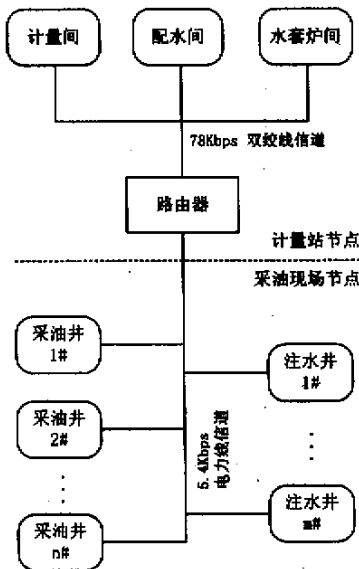 计量间
配水间
水套炉间
78Kbps 双绞线信道
路由器
计量站节点
采油现场节点
采油井
1#
注水井
1#
采油井
2#
5.4Kbps
电力线信道
采油井
n#
注水井
m#